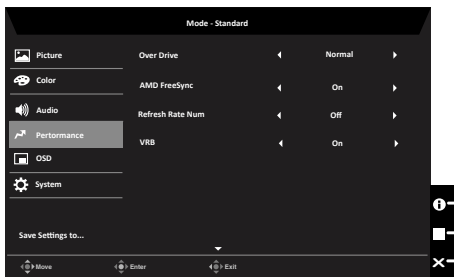 Mode - Standard
Picture
Over Drive Normal
Color
AMD FreeSync On
Audio
Refresh Rate Num Off
Pertormance
VRB On
OSD
System
Save Settings to...
Move Enter Exit